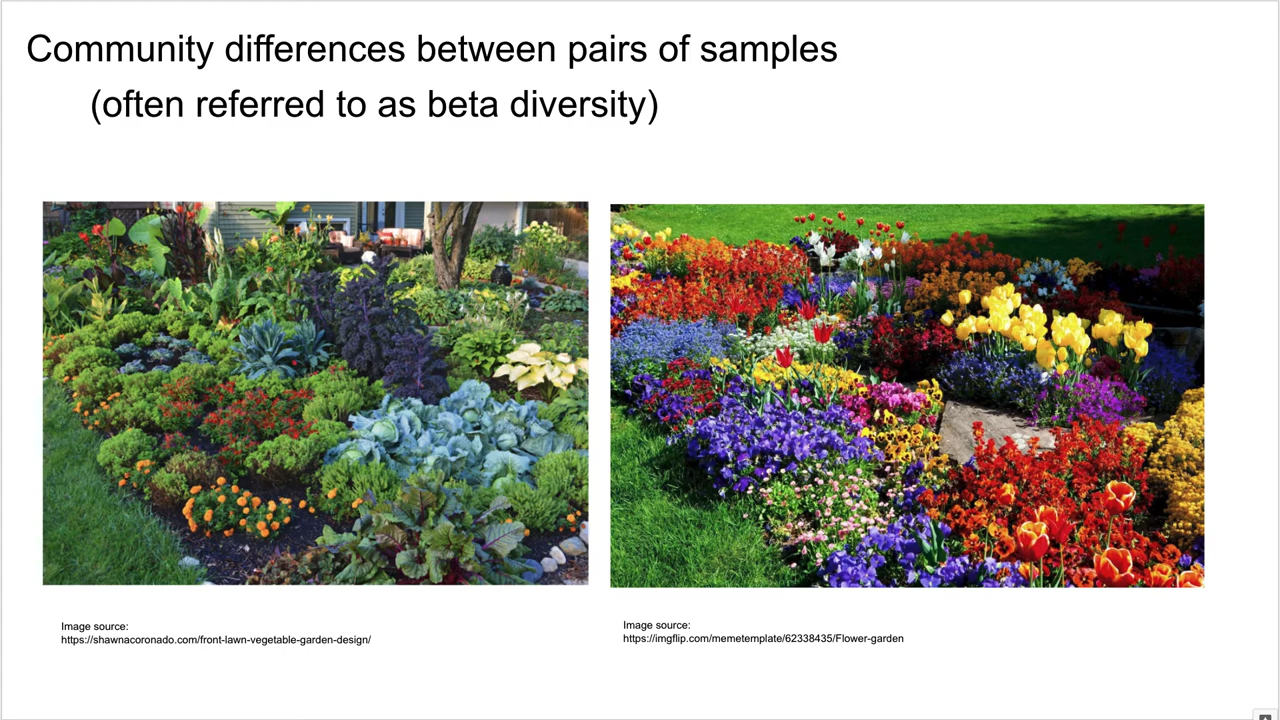 Community differences between pairs of samples
(often referred to as beta diversity)
Image source:
https://shawnacoronado.com/front-lawn-vegetable-garden-design/
Image source:
https://imgflip.com/memetemplate/62338435/Flower-garden